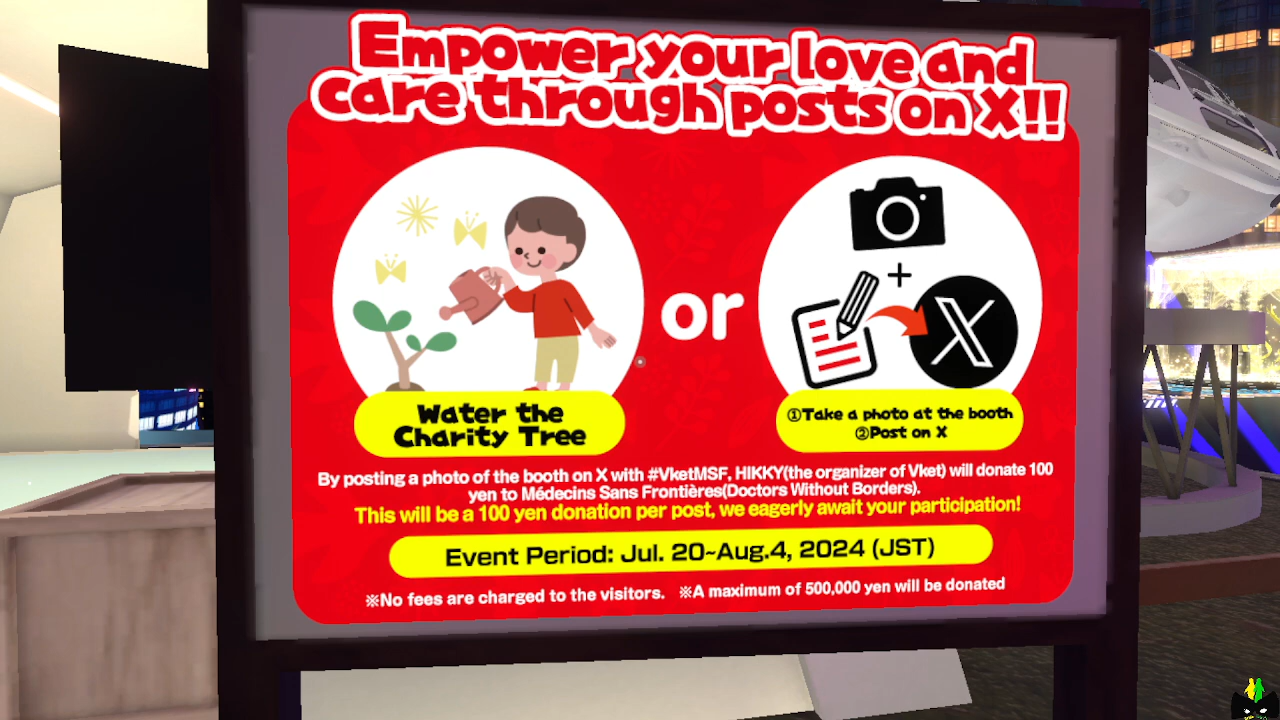 Empower your love and
care through posts on X!!
or
Water the
Charity Tree
①Take a photo at the booth
②Post on X
By posting a photo of the booth on X with #VketMSF, HIKKY(the organizer of Vket) will donate 100
yen to Médecins Sans Frontières(Doctors Without Borders).
This will be a 100 yen donation per post, we eagerly await your participation!
Event Period: Jul. 20~Aug.4, 2024 (JST)
※No fees are charged to the visitors. ※A maximum of 500,000 yen will be donated